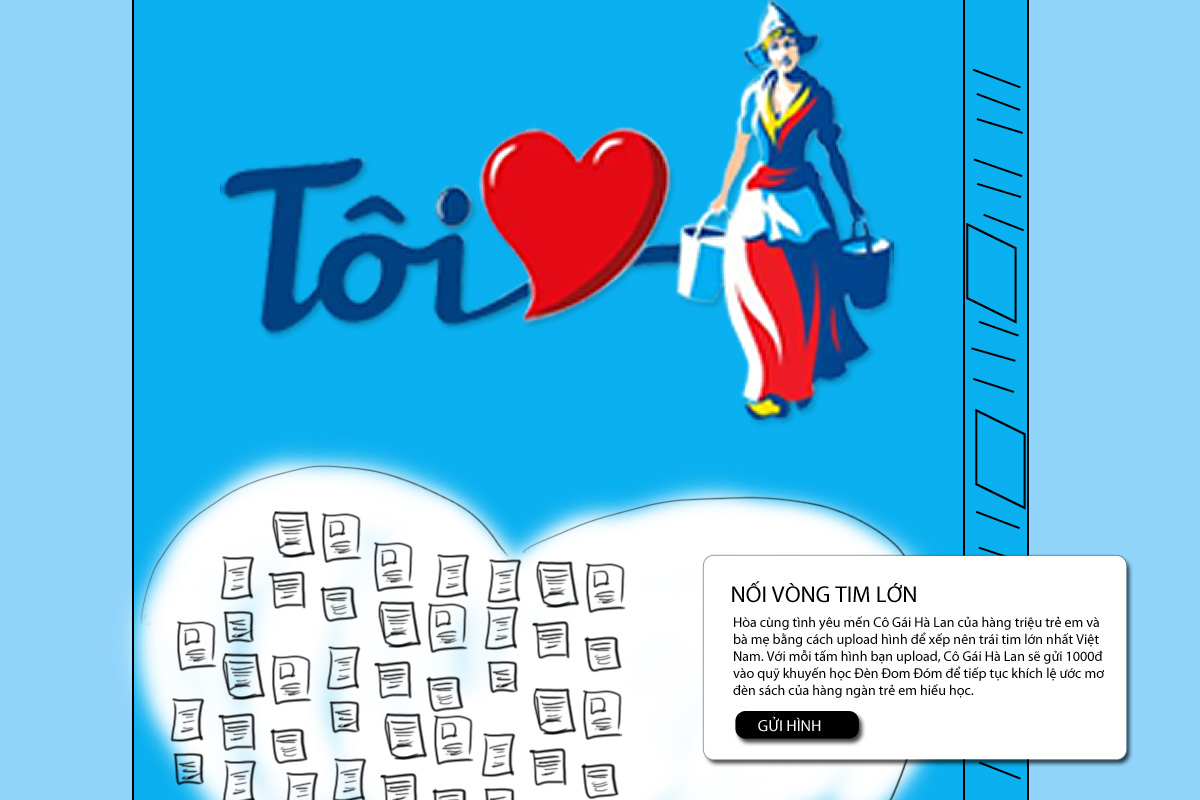 Tôi
NỐI VÒNG TIM LỚN
Hòa cùng tình yêu mến Cô Gái Hà Lan của hàng triệu trẻ em và
bà mẹ bằng cách upload hình để xếp nên trái tim lớn nhất Việt
Nam. Với mỗi tấm hình bạn upload, Cô Gái Hà Lan sẽ gửi 1000đ
vào quỹ khuyến học Đèn Đom Đóm để tiếp tục khích lệ ước mơ
đèn sách của hàng ngàn trẻ em hiếu học.
GỬI HÌNH